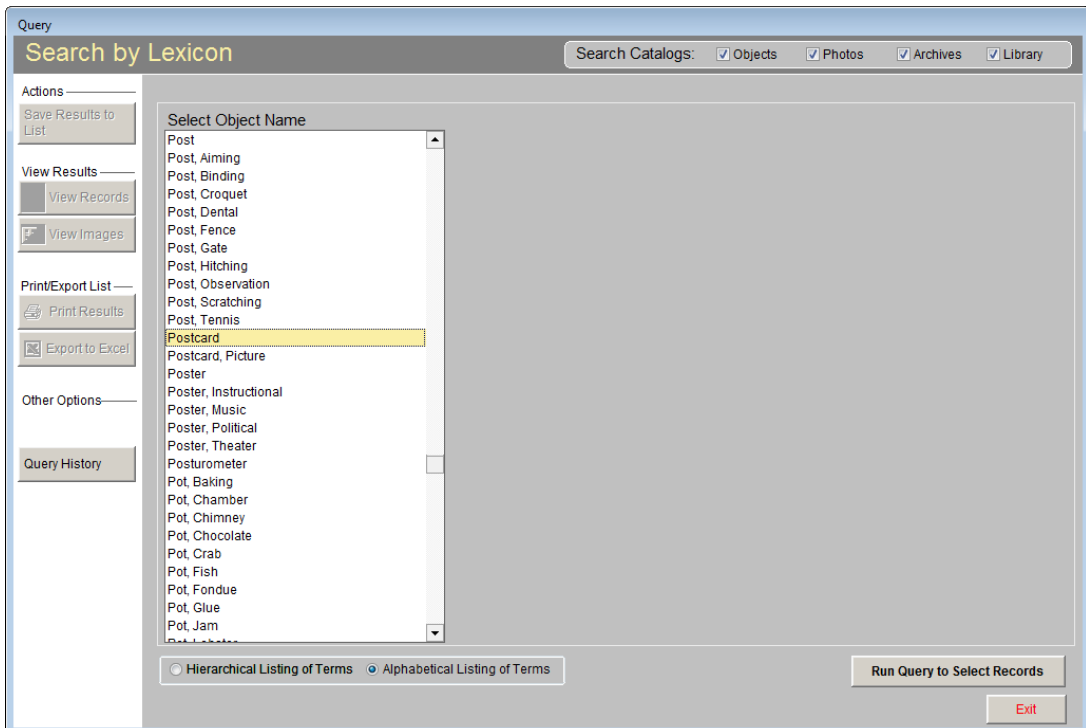 Query
Search by Lexicon
Search Catalogs: Objects Photos Archives Library
Actions
Save Results to
List
View Results
View Records
View Images
Print/Export List
Print Results
Export to Excel
Other Options
Query History
Select Object Name
Post
Post, Aiming
Post, Binding
Post, Croquet
Post, Dental
Post, Fence
Post, Gate
Post, Hitching
Post, Observation
Post, Scratching
Post, Tennis
Postcard
Postcard, Picture
Poster
Poster, Instructional
Poster, Music
Poster, Political
Poster, Theater
Posturometer
Pot, Baking
Pot, Chamber
Pot, Chimney
Pot, Chocolate
Pot, Crab
Pot, Fish
Pot, Fondue
Pot, Glue
Pot, Jam
Hierarchical Listing of Terms Alphabetical Listing of Terms
Run Query to Select Records
Exit